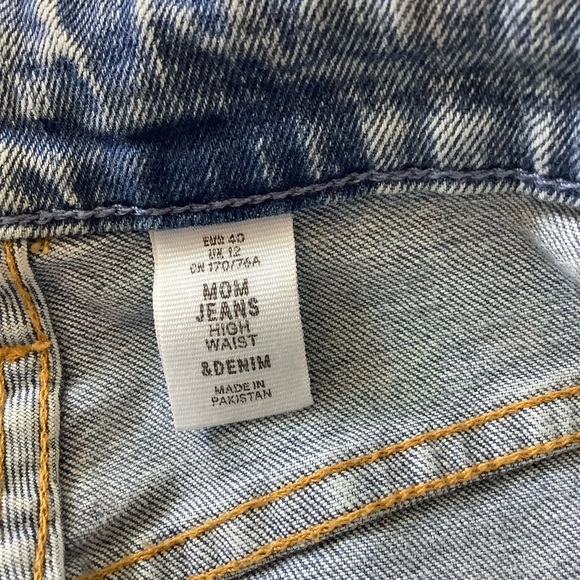 EUR 40
UK 12
CN 170/76A
MOM
JEANS
HIGH
WAIST
&DENIM
MADE IN
PAKISTAN